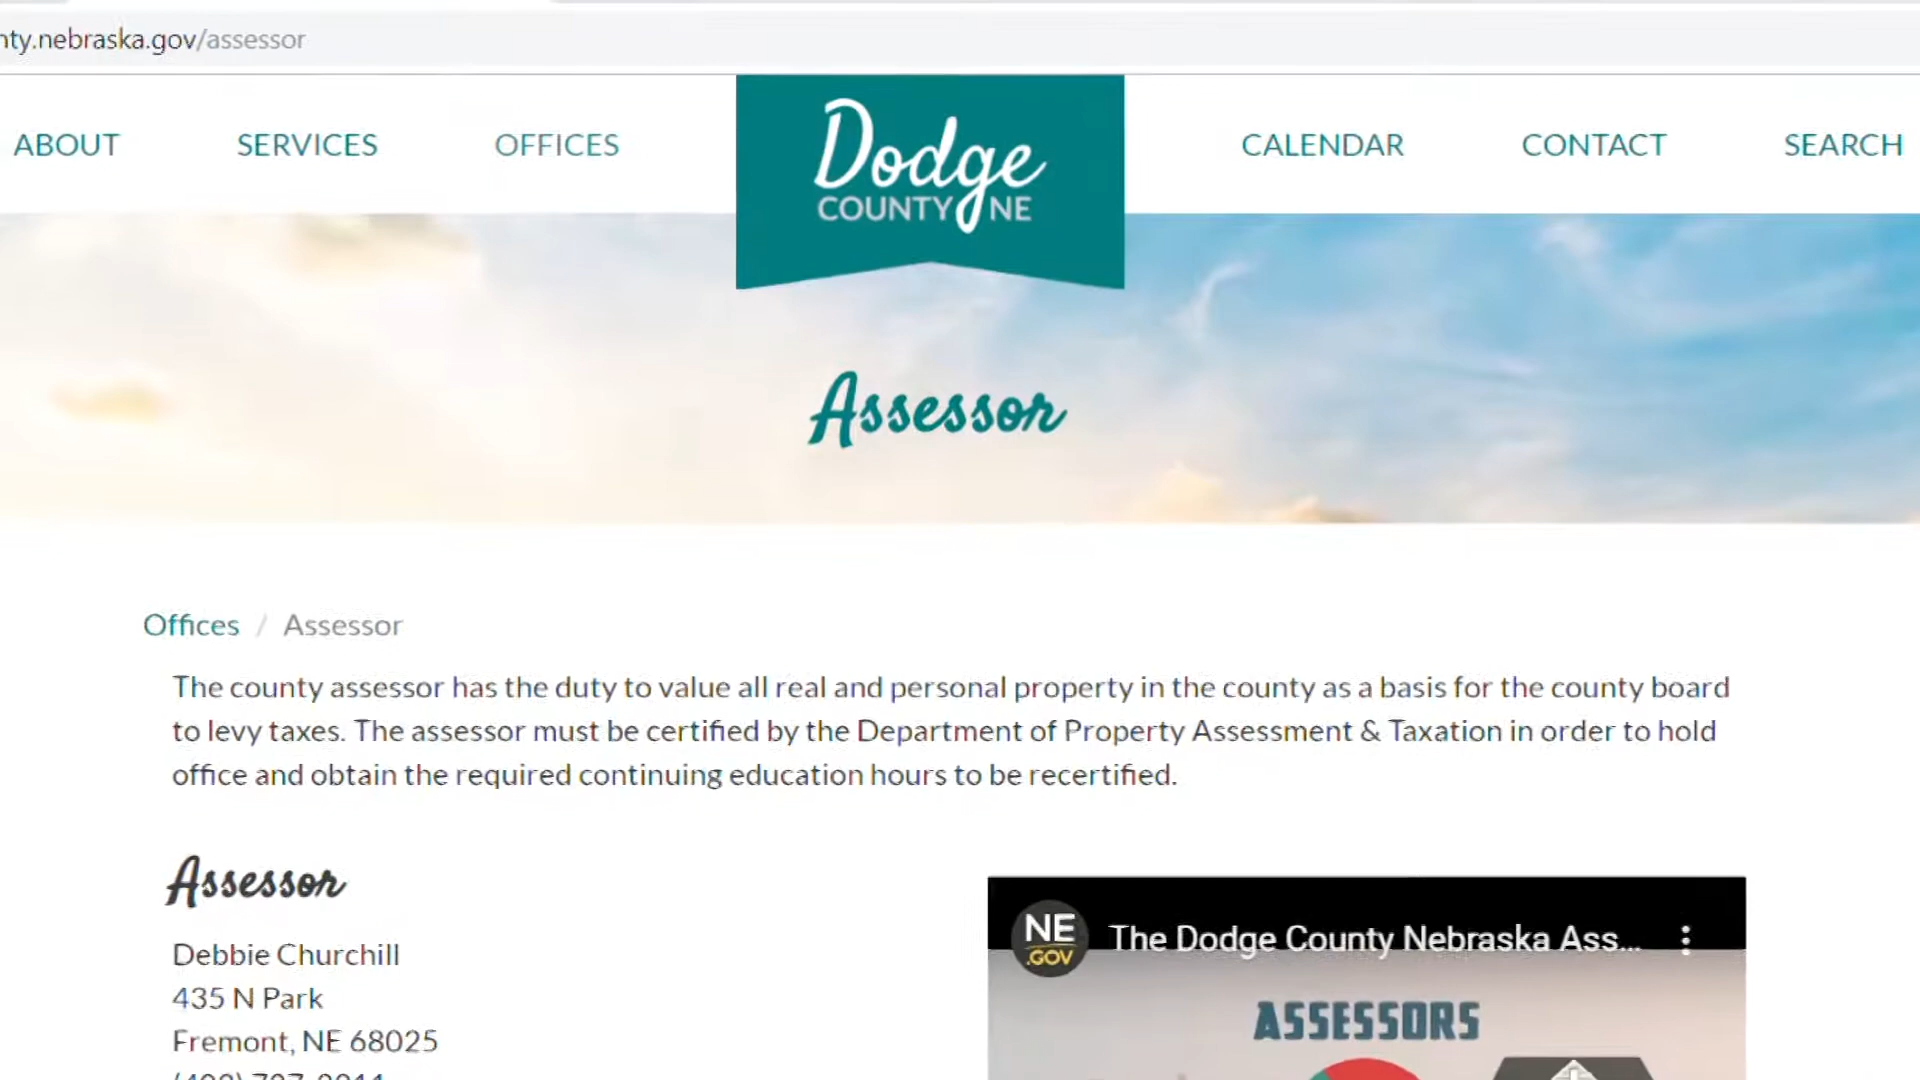 nty.nebraska.gov/assessor
ABOUT SERVICES OFFICES CALENDAR CONTACT SEARCH
Dodge
COUNTY NE
Assessor
Offices / Assessor
The county assessor has the duty to value all real and personal property in the county as a basis for the county board
to levy taxes. The assessor must be certified by the Department of Property Assessment & Taxation in order to hold
office and obtain the required continuing education hours to be recertified.
Assessor
Debbie Churchill
435 N Park
Fremont, NE 68025
NE
.GOV
The Dodge County Nebraska Ass...
ASSESSORS